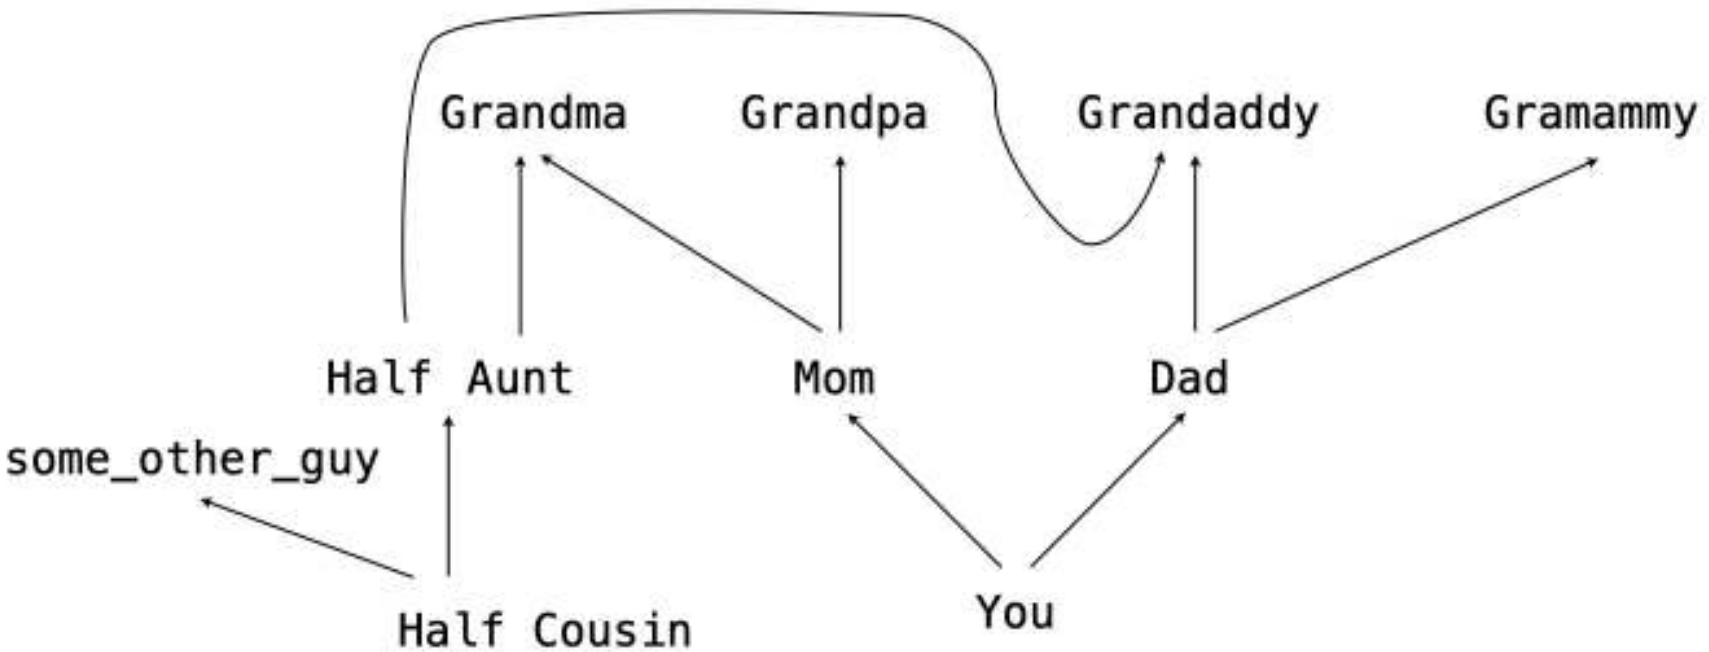 Grandma
Grandpa
Grandaddy
Gramammy
Half Aunt
Mom
Dad
some_other_guy
Half Cousin
You